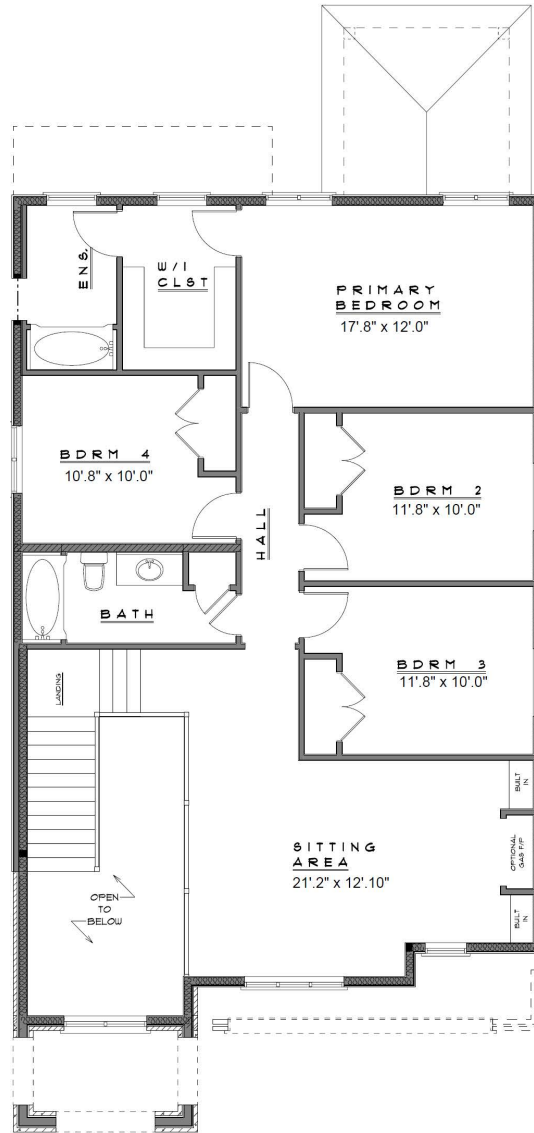 ENS.
W/I
CLST
PRIMARY
BEDROOM
17'.8" x 12'.0"
BDRM 4
10'.8" x 10'.0"
BDRM 2
11'.8" x 10'.0"
HALL
BATH
BDRM 3
11'.8" x 10'.0"
LANDING
SITTING
AREA
21'.2" x 12'.10"
BUILT
IN
OPTIONAL
GAS F/P
BUILT
IN
OPEN
TO
BELOW